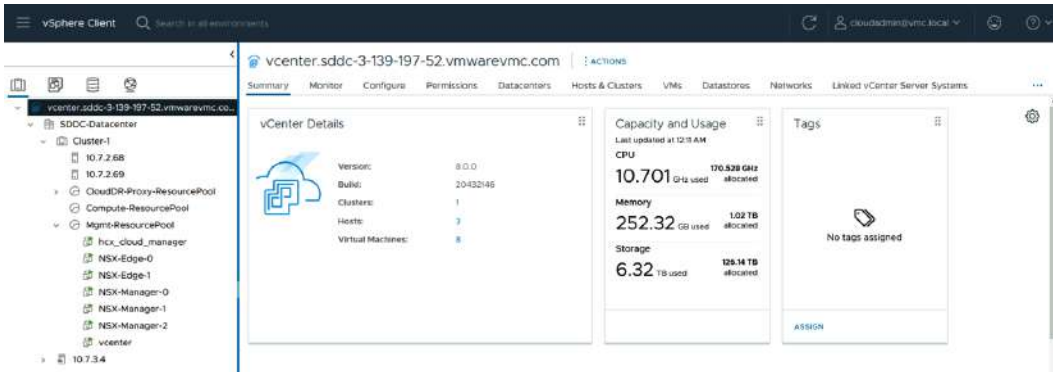 vSphere Client
Search in all environments
cloudadmin@vmc.local
vcenter.sddc-3-139-197-52.vmwarevmc.co...
SDDC-Datacenter
Cluster-1
10.7.2.68
10.7.2.69
CloudDR-Proxy-ResourcePool
Compute-ResourcePool
Mgmt-ResourcePool
hcx_cloud_manager
NSX-Edge-0
NSX-Edge-1
NSX-Manager-0
NSX-Manager-1
NSX-Manager-2
vcenter
10.7.3.4
vcenter.sddc-3-139-197-52.vmwarevmc.com
ACTIONS
Summary Monitor Configure Permissions Datacenters Hosts & Clusters VMs Datastores Networks Linked vCenter Server Systems ...
vCenter Details
Version: 8.0.0
Build: 20432146
Clusters: 1
Hosts: 3
Virtual Machines: 8
Capacity and Usage
Last updated at 12:11 AM
CPU
10.701 GHz used
170.528 GHz allocated
Memory
252.32 GB used
1.02 TB allocated
Storage
6.32 TB used
126.14 TB allocated
Tags
No tags assigned
ASSIGN